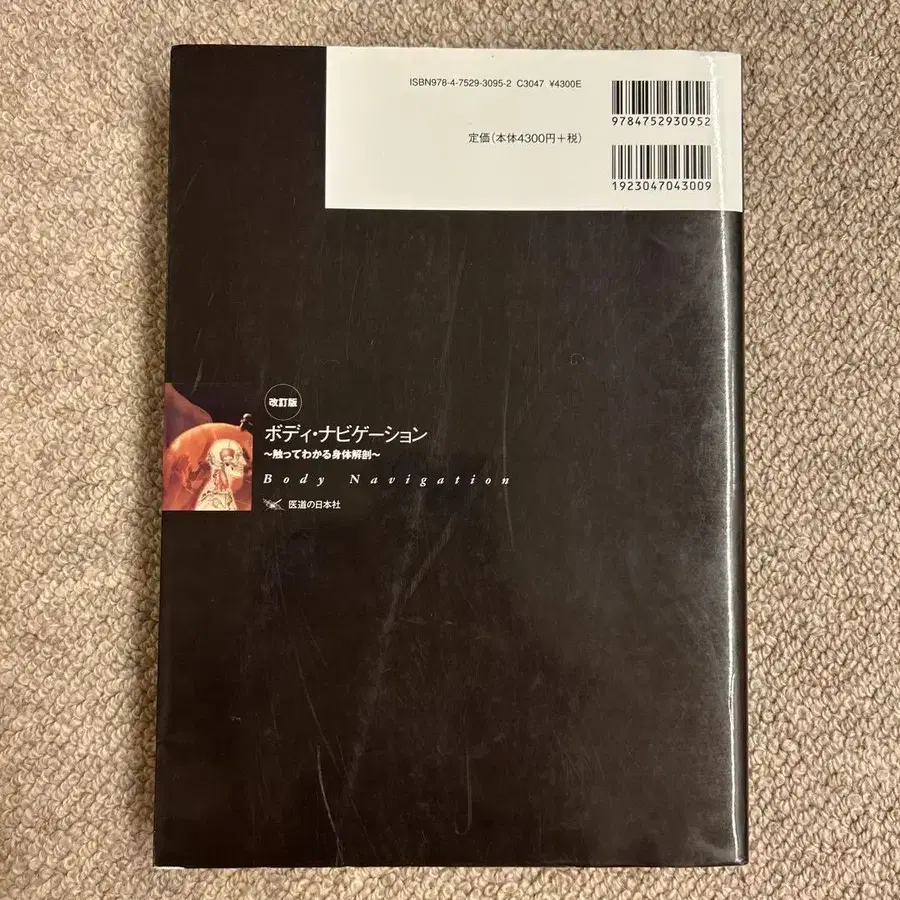 ISBN978-4-7529-3095-2 C3047 ¥4300E
9784752930952
定価(本体4300円+税)
1923047043009
改訂版
ボディ・ナビゲーション
〜触ってわかる身体解剖〜
Body Navigation
医道の日本社